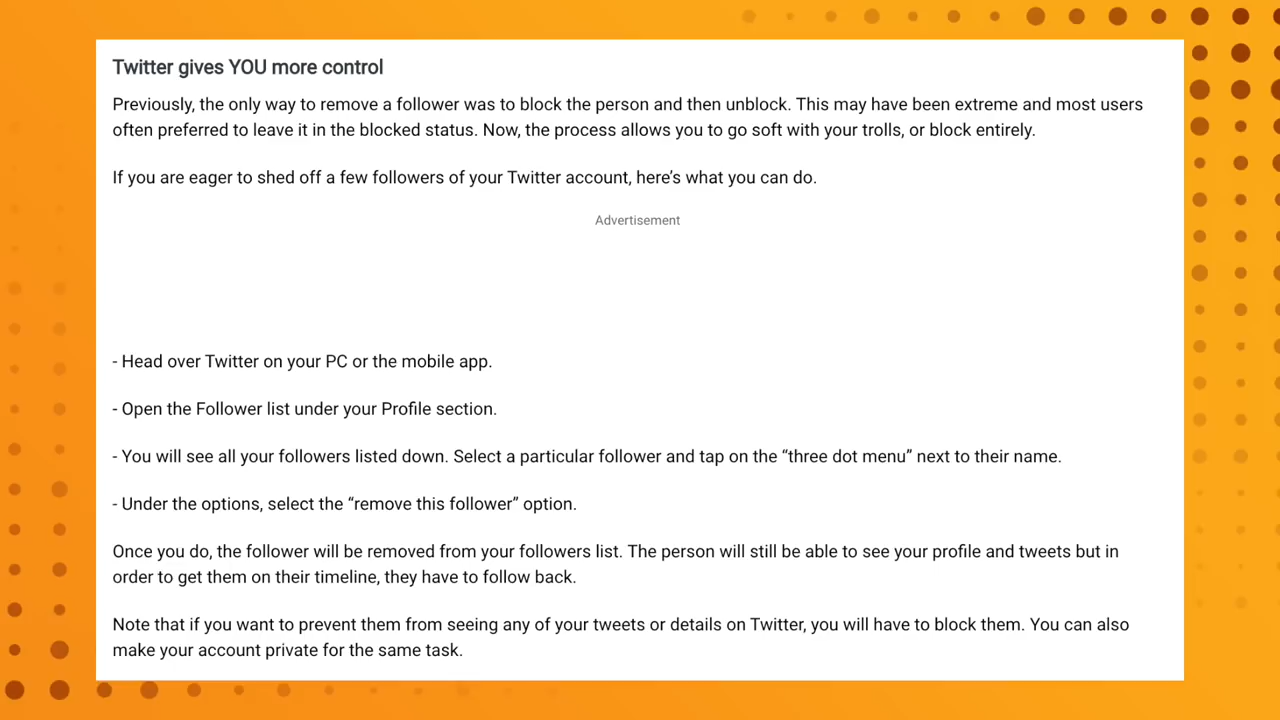 Twitter gives YOU more control
Previously, the only way to remove a follower was to block the person and then unblock. This may have been extreme and most users
often preferred to leave it in the blocked status. Now, the process allows you to go soft with your trolls, or block entirely.
If you are eager to shed off a few followers of your Twitter account, here’s what you can do.
Advertisement
- Head over Twitter on your PC or the mobile app.
- Open the Follower list under your Profile section.
- You will see all your followers listed down. Select a particular follower and tap on the “three dot menu” next to their name.
- Under the options, select the “remove this follower” option.
Once you do, the follower will be removed from your followers list. The person will still be able to see your profile and tweets but in
order to get them on their timeline, they have to follow back.
Note that if you want to prevent them from seeing any of your tweets or details on Twitter, you will have to block them. You can also
make your account private for the same task.